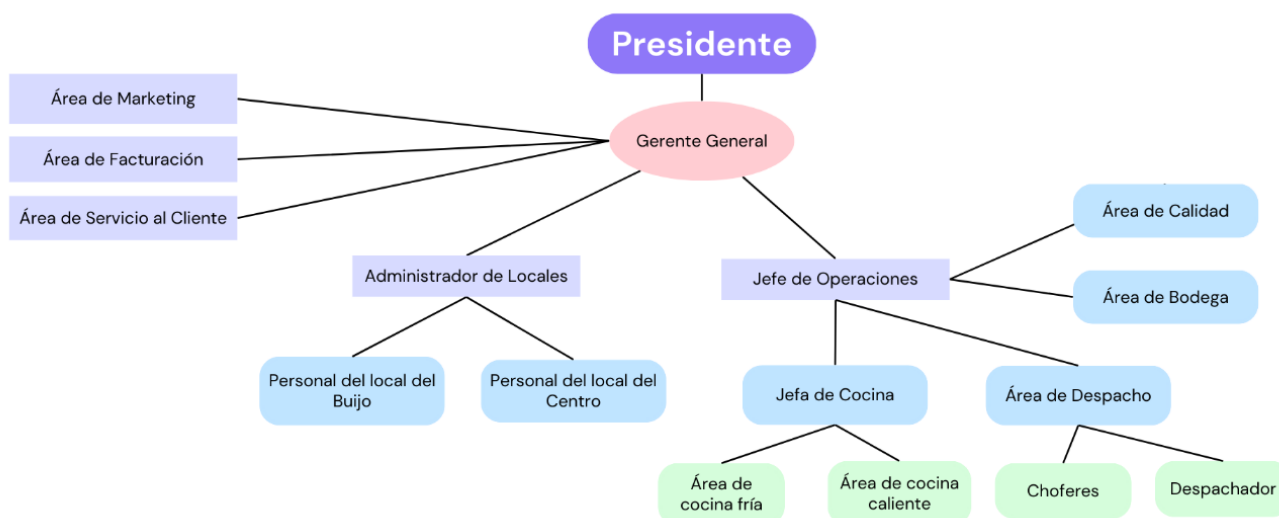 Presidente
Área de Marketing
Gerente General
Área de Facturación
Área de Servicio al Cliente
Área de Calidad
Administrador de Locales
Jefe de Operaciones
Área de Bodega
Personal del local del
Buijo
Personal del local del
Centro
Jefa de Cocina
Área de Despacho
Área de
cocina fría
Área de cocina
caliente
Choferes
Despachador